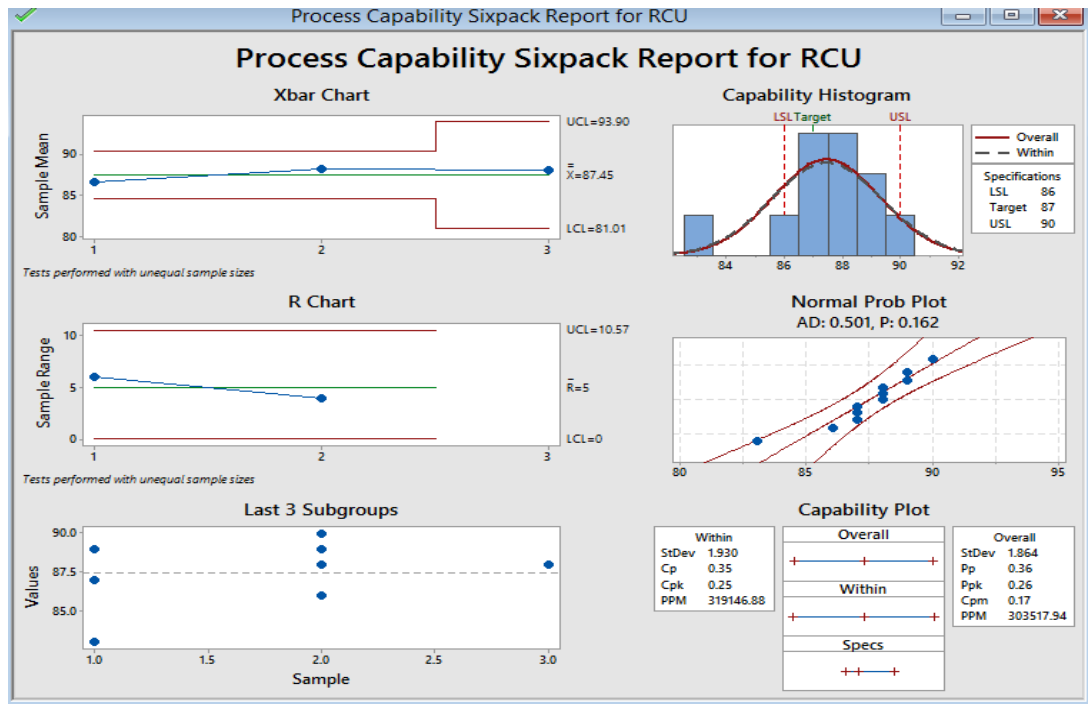 Process Capability Sixpack Report for RCU
Process Capability Sixpack Report for RCU
Xbar Chart
Sample Mean
90
85
80
1
2
3
UCL=93.90
X=87.45
LCL=81.01
Tests performed with unequal sample sizes
Capability Histogram
LSL Target USL
84 86 88 90 92
Overall
Within
Specifications
LSL 86
Target 87
USL 90
R Chart
Sample Range
10
5
0
1
2
3
UCL=10.57
R=5
LCL=0
Tests performed with unequal sample sizes
Normal Prob Plot
AD: 0.501, P: 0.162
80 85 90 95
Last 3 Subgroups
Values
90.0
87.5
85.0
1.0 1.5 2.0 2.5 3.0
Sample
Capability Plot
Within
StDev 1.930
Cp 0.35
Cpk 0.25
PPM 319146.88
Overall
Within
Specs
Overall
StDev 1.864
Pp 0.36
Ppk 0.26
Cpm 0.17
PPM 303517.94